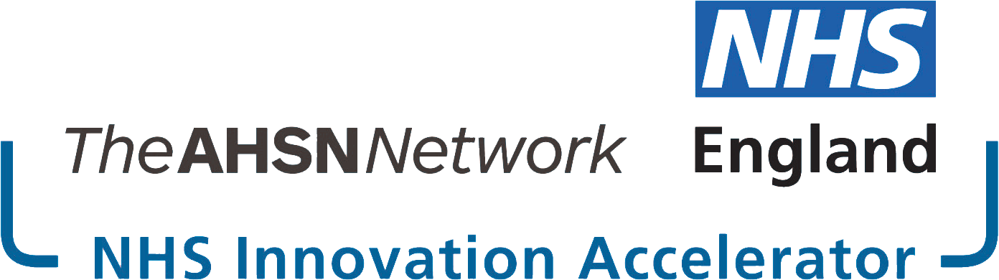 NHS
TheAHSNNetwork England
NHS Innovation Accelerator